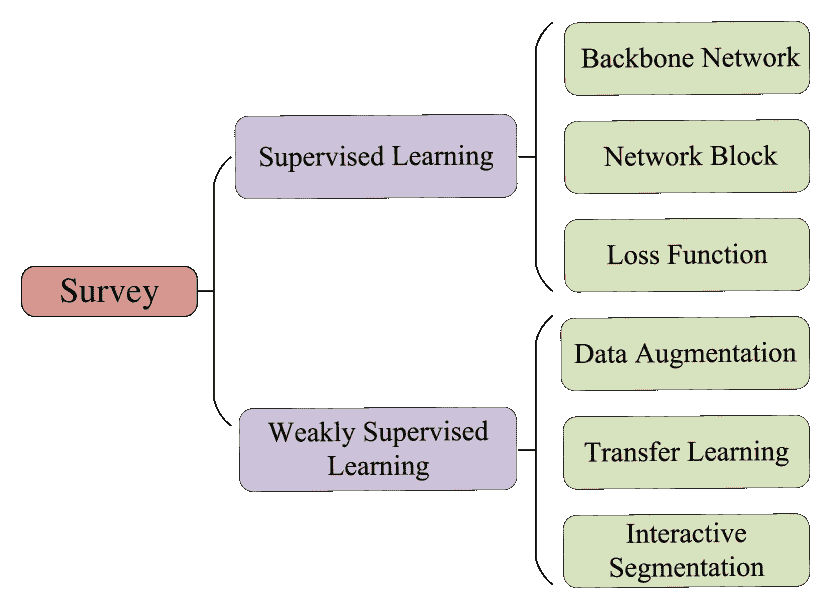 Survey
Supervised Learning
Backbone Network
Network Block
Loss Function
Weakly Supervised
Learning
Data Augmentation
Transfer Learning
Interactive
Segmentation